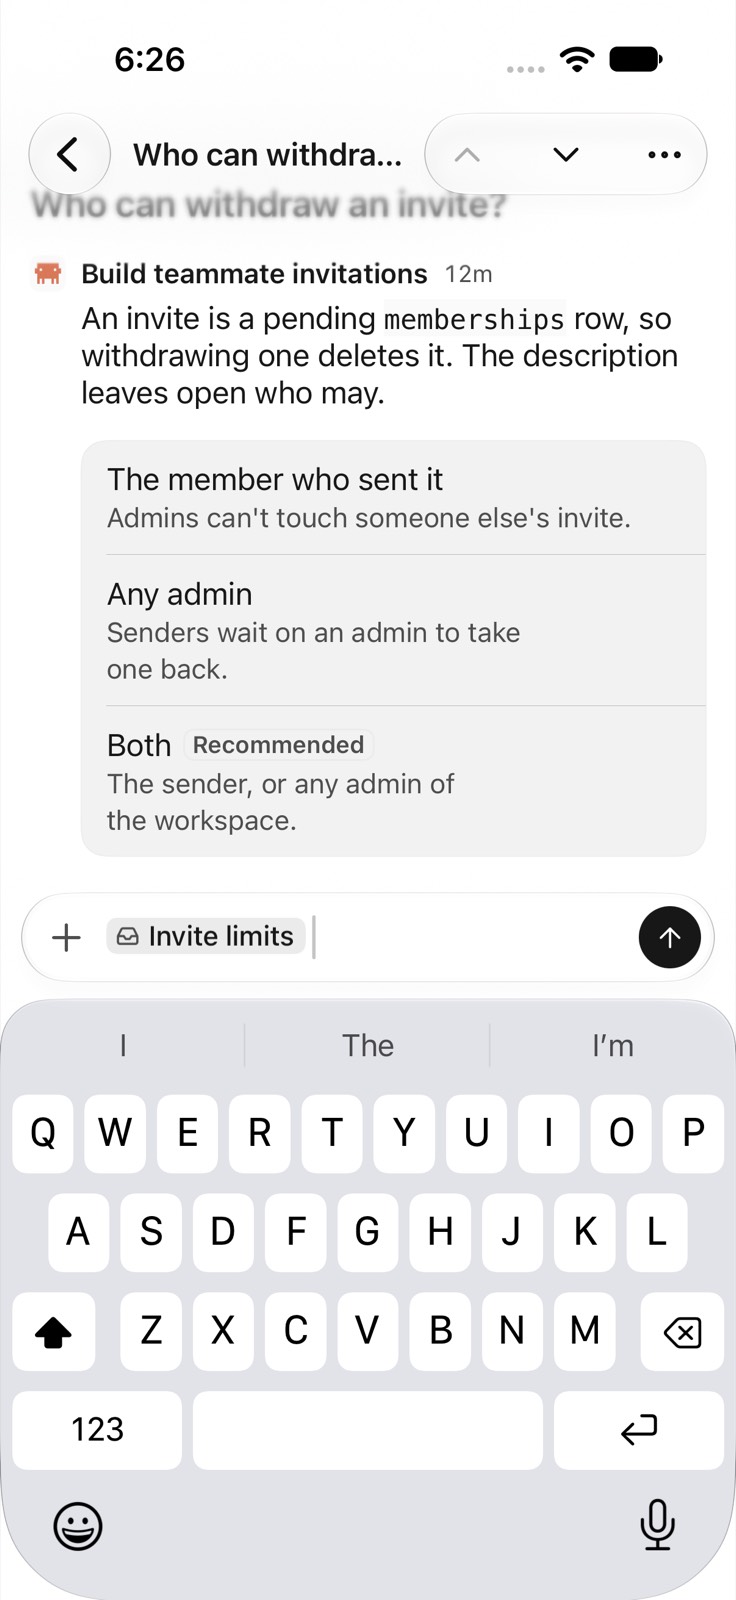 6:26
Who can withdra...
Who can withdraw an invite?
Build teammate invitations 12m
An invite is a pending memberships row, so
withdrawing one deletes it. The description
leaves open who may.
The member who sent it
Admins can't touch someone else's invite.
Any admin
Senders wait on an admin to take
one back.
Both Recommended
The sender, or any admin of
the workspace.
Invite limits
I The I'm
Q W E R T Y U I O P
A S D F G H J K L
Z X C V B N M
123